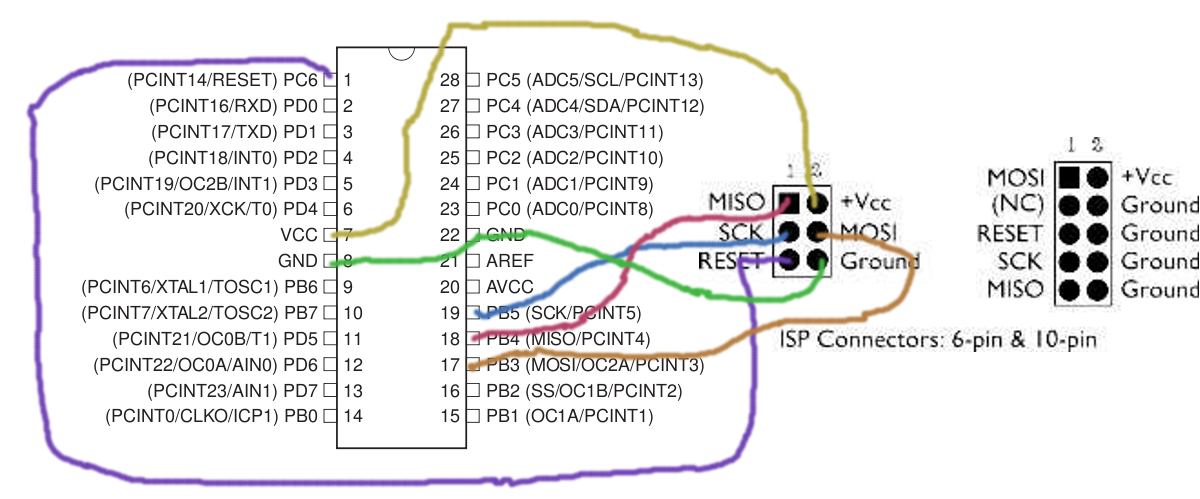 (PCINT14/RESET) PC6 1 28 PC5 (ADC5/SCL/PCINT13)
(PCINT16/RXD) PD0 2 27 PC4 (ADC4/SDA/PCINT12)
(PCINT17/TXD) PD1 3 26 PC3 (ADC3/PCINT11)
(PCINT18/INT0) PD2 4 25 PC2 (ADC2/PCINT10)
(PCINT19/OC2B/INT1) PD3 5 24 PC1 (ADC1/PCINT9)
(PCINT20/XCK/T0) PD4 6 23 PC0 (ADC0/PCINT8)
VCC 7 22 GND
GND 8 21 AREF
(PCINT6/XTAL1/TOSC1) PB6 9 20 AVCC
(PCINT7/XTAL2/TOSC2) PB7 10 19 PB5 (SCK/PCINT5)
(PCINT21/OC0B/T1) PD5 11 18 PB4 (MISO/PCINT4)
(PCINT22/OC0A/AIN0) PD6 12 17 PB3 (MOSI/OC2A/PCINT3)
(PCINT23/AIN1) PD7 13 16 PB2 (SS/OC1B/PCINT2)
(PCINT0/CLKO/ICP1) PB0 14 15 PB1 (OC1A/PCINT1)
1 2
MISO +Vcc
SCK MOSI
RESET Ground
1 2
MOSI +Vcc
(NC) Ground
RESET Ground
SCK Ground
MISO Ground
ISP Connectors: 6-pin & 10-pin